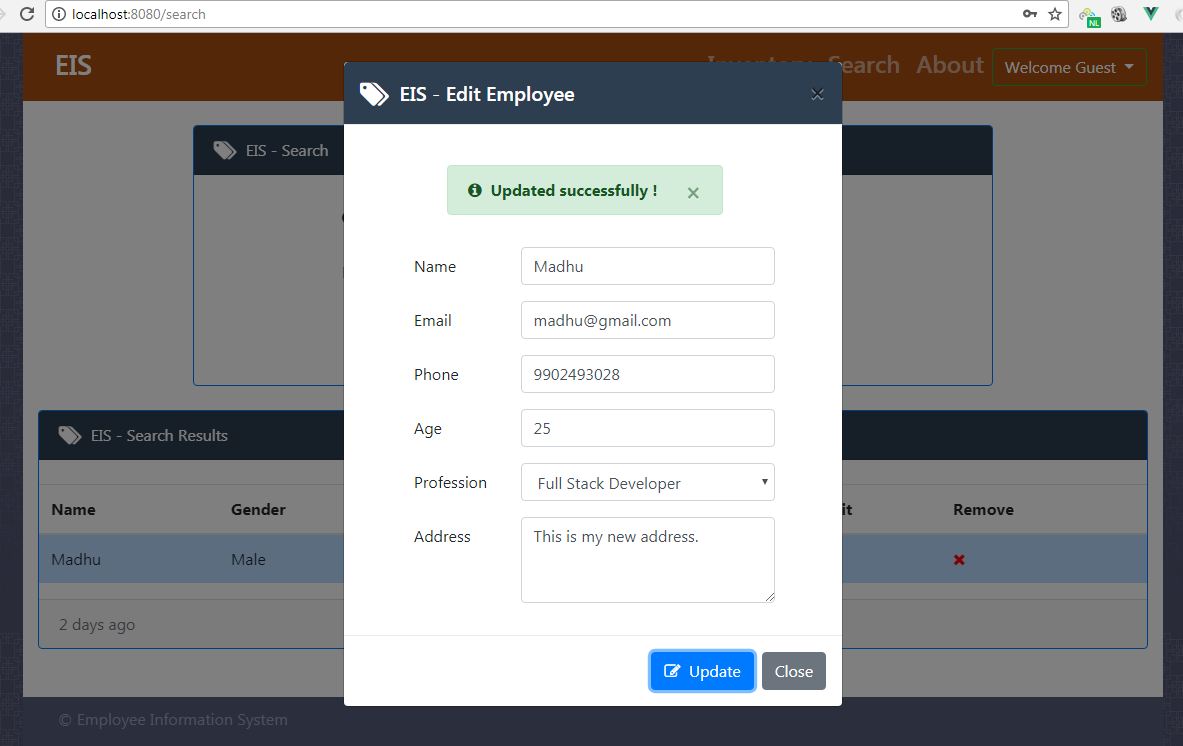 localhost:8080/search
NL
EIS
Inventory Search About Welcome Guest
EIS - Edit Employee
×
EIS - Search
Updated successfully ! ×
Name Madhu
Email madhu@gmail.com
Phone 9902493028
Age 25
Profession Full Stack Developer
Address This is my new address.
EIS - Search Results
Name Gender Remove
Madhu Male
2 days ago
Update Close
© Employee Information System